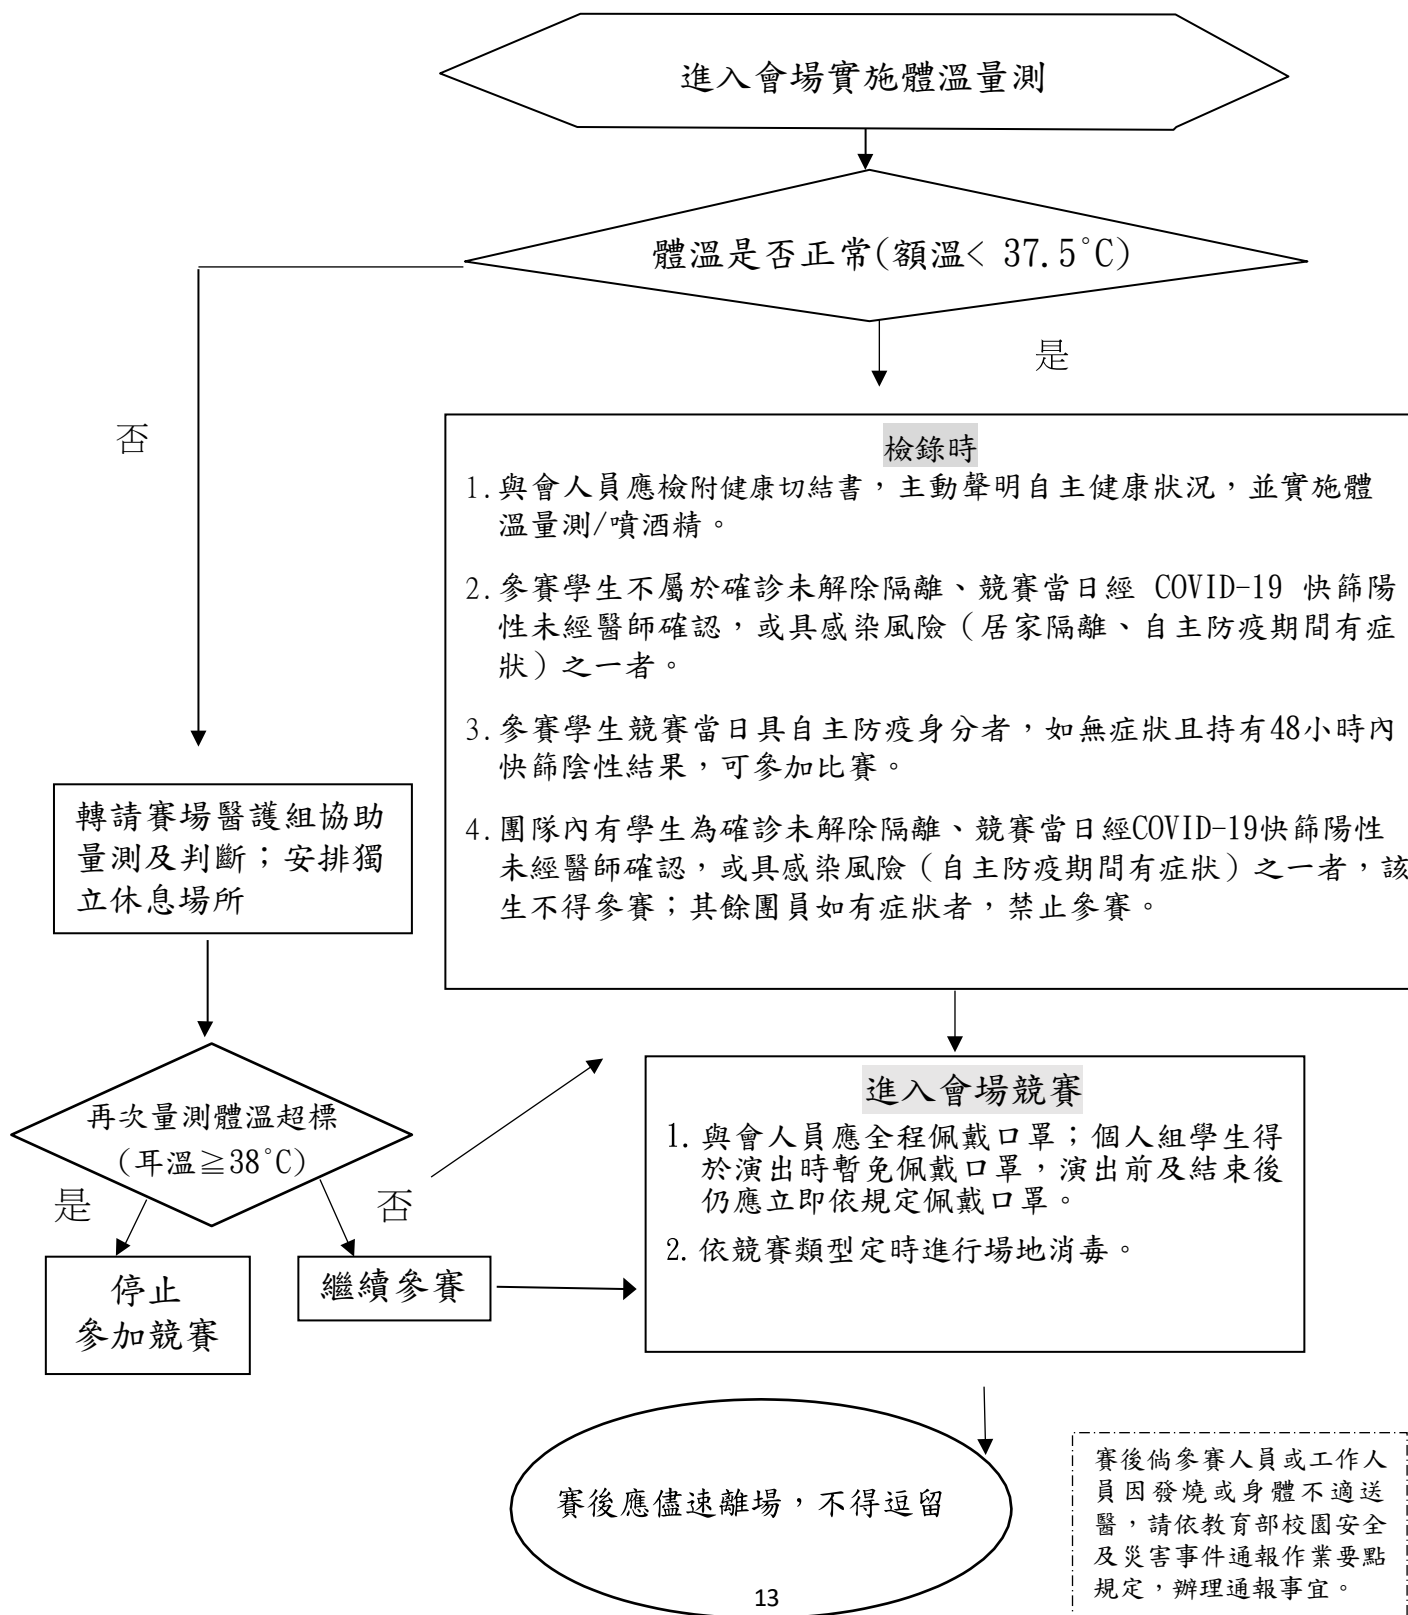 進入會場實施體溫量測
體溫是否正常(額溫< 37.5°C)
是
否
檢錄時
1.與會人員應檢附健康切結書，主動聲明自主健康狀況，並實施體
溫量測/噴酒精。
2.參賽學生不屬於確診未解除隔離、競賽當日經 COVID-19 快篩陽
性未經醫師確認，或具感染風險（居家隔離、自主防疫期間有症
狀）之一者。
3.參賽學生競賽當日具自主防疫身分者，如無症狀且持有48小時內
快篩陰性結果，可參加比賽。
4.團隊內有學生為確診未解除隔離、競賽當日經COVID-19快篩陽性
未經醫師確認，或具感染風險（自主防疫期間有症狀）之一者，該
生不得參賽；其餘團員如有症狀者，禁止參賽。
轉請賽場醫護組協助
量測及判斷；安排獨
立休息場所
再次量測體溫超標
(耳溫≧38°C)
是
否
停止
參加競賽
繼續參賽
進入會場競賽
1.與會人員應全程佩戴口罩；個人組學生得
於演出時暫免佩戴口罩，演出前及結束後
仍應立即依規定佩戴口罩。
2.依競賽類型定時進行場地消毒。
賽後應儘速離場，不得逗留
賽後倘參賽人員或工作人
員因發燒或身體不適送
醫，請依教育部校園安全
及災害事件通報作業要點
規定，辦理通報事宜。
13